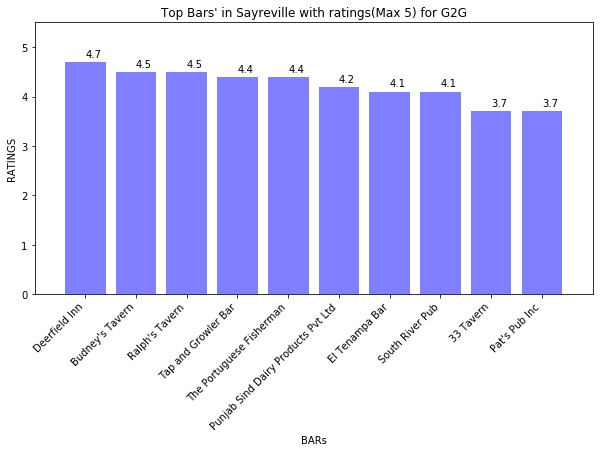 Top Bars' in Sayreville with ratings(Max 5) for G2G
RATINGS
5
4
3
2
1
0
4.7
4.5
4.5
4.4
4.4
4.2
4.1
4.1
3.7
3.7
Deerfield Inn
Budney's Tavern
Ralph's Tavern
Tap and Growler Bar
The Portuguese Fisherman
Punjab Sind Dairy Products Pvt Ltd
El Tenampa Bar
South River Pub
33 Tavern
Pat's Pub Inc
BARs